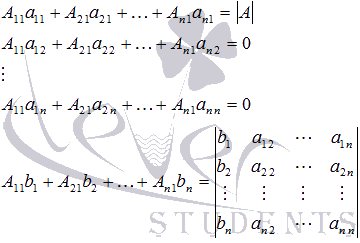 A₁₁a₁₁ + A₂₁a₂₁ + … + Aₙ₁aₙ₁ = |A|
A₁₁a₁₂ + A₂₁a₂₂ + … + Aₙ₁aₙ₂ = 0
⋮
A₁₁a₁ₙ + A₂₁a₂ₙ + … + Aₙ₁aₙₙ = 0
A₁₁b₁ + A₂₁b₂ + … + Aₙ₁bₙ = | b₁ a₁₂ ⋯ a₁ₙ |
| b₂ a₂₂ ⋯ a₂ₙ |
| ⋮ ⋮ ⋮ ⋮ |
| bₙ aₙ₂ ⋯ aₙₙ |
STUDENTS